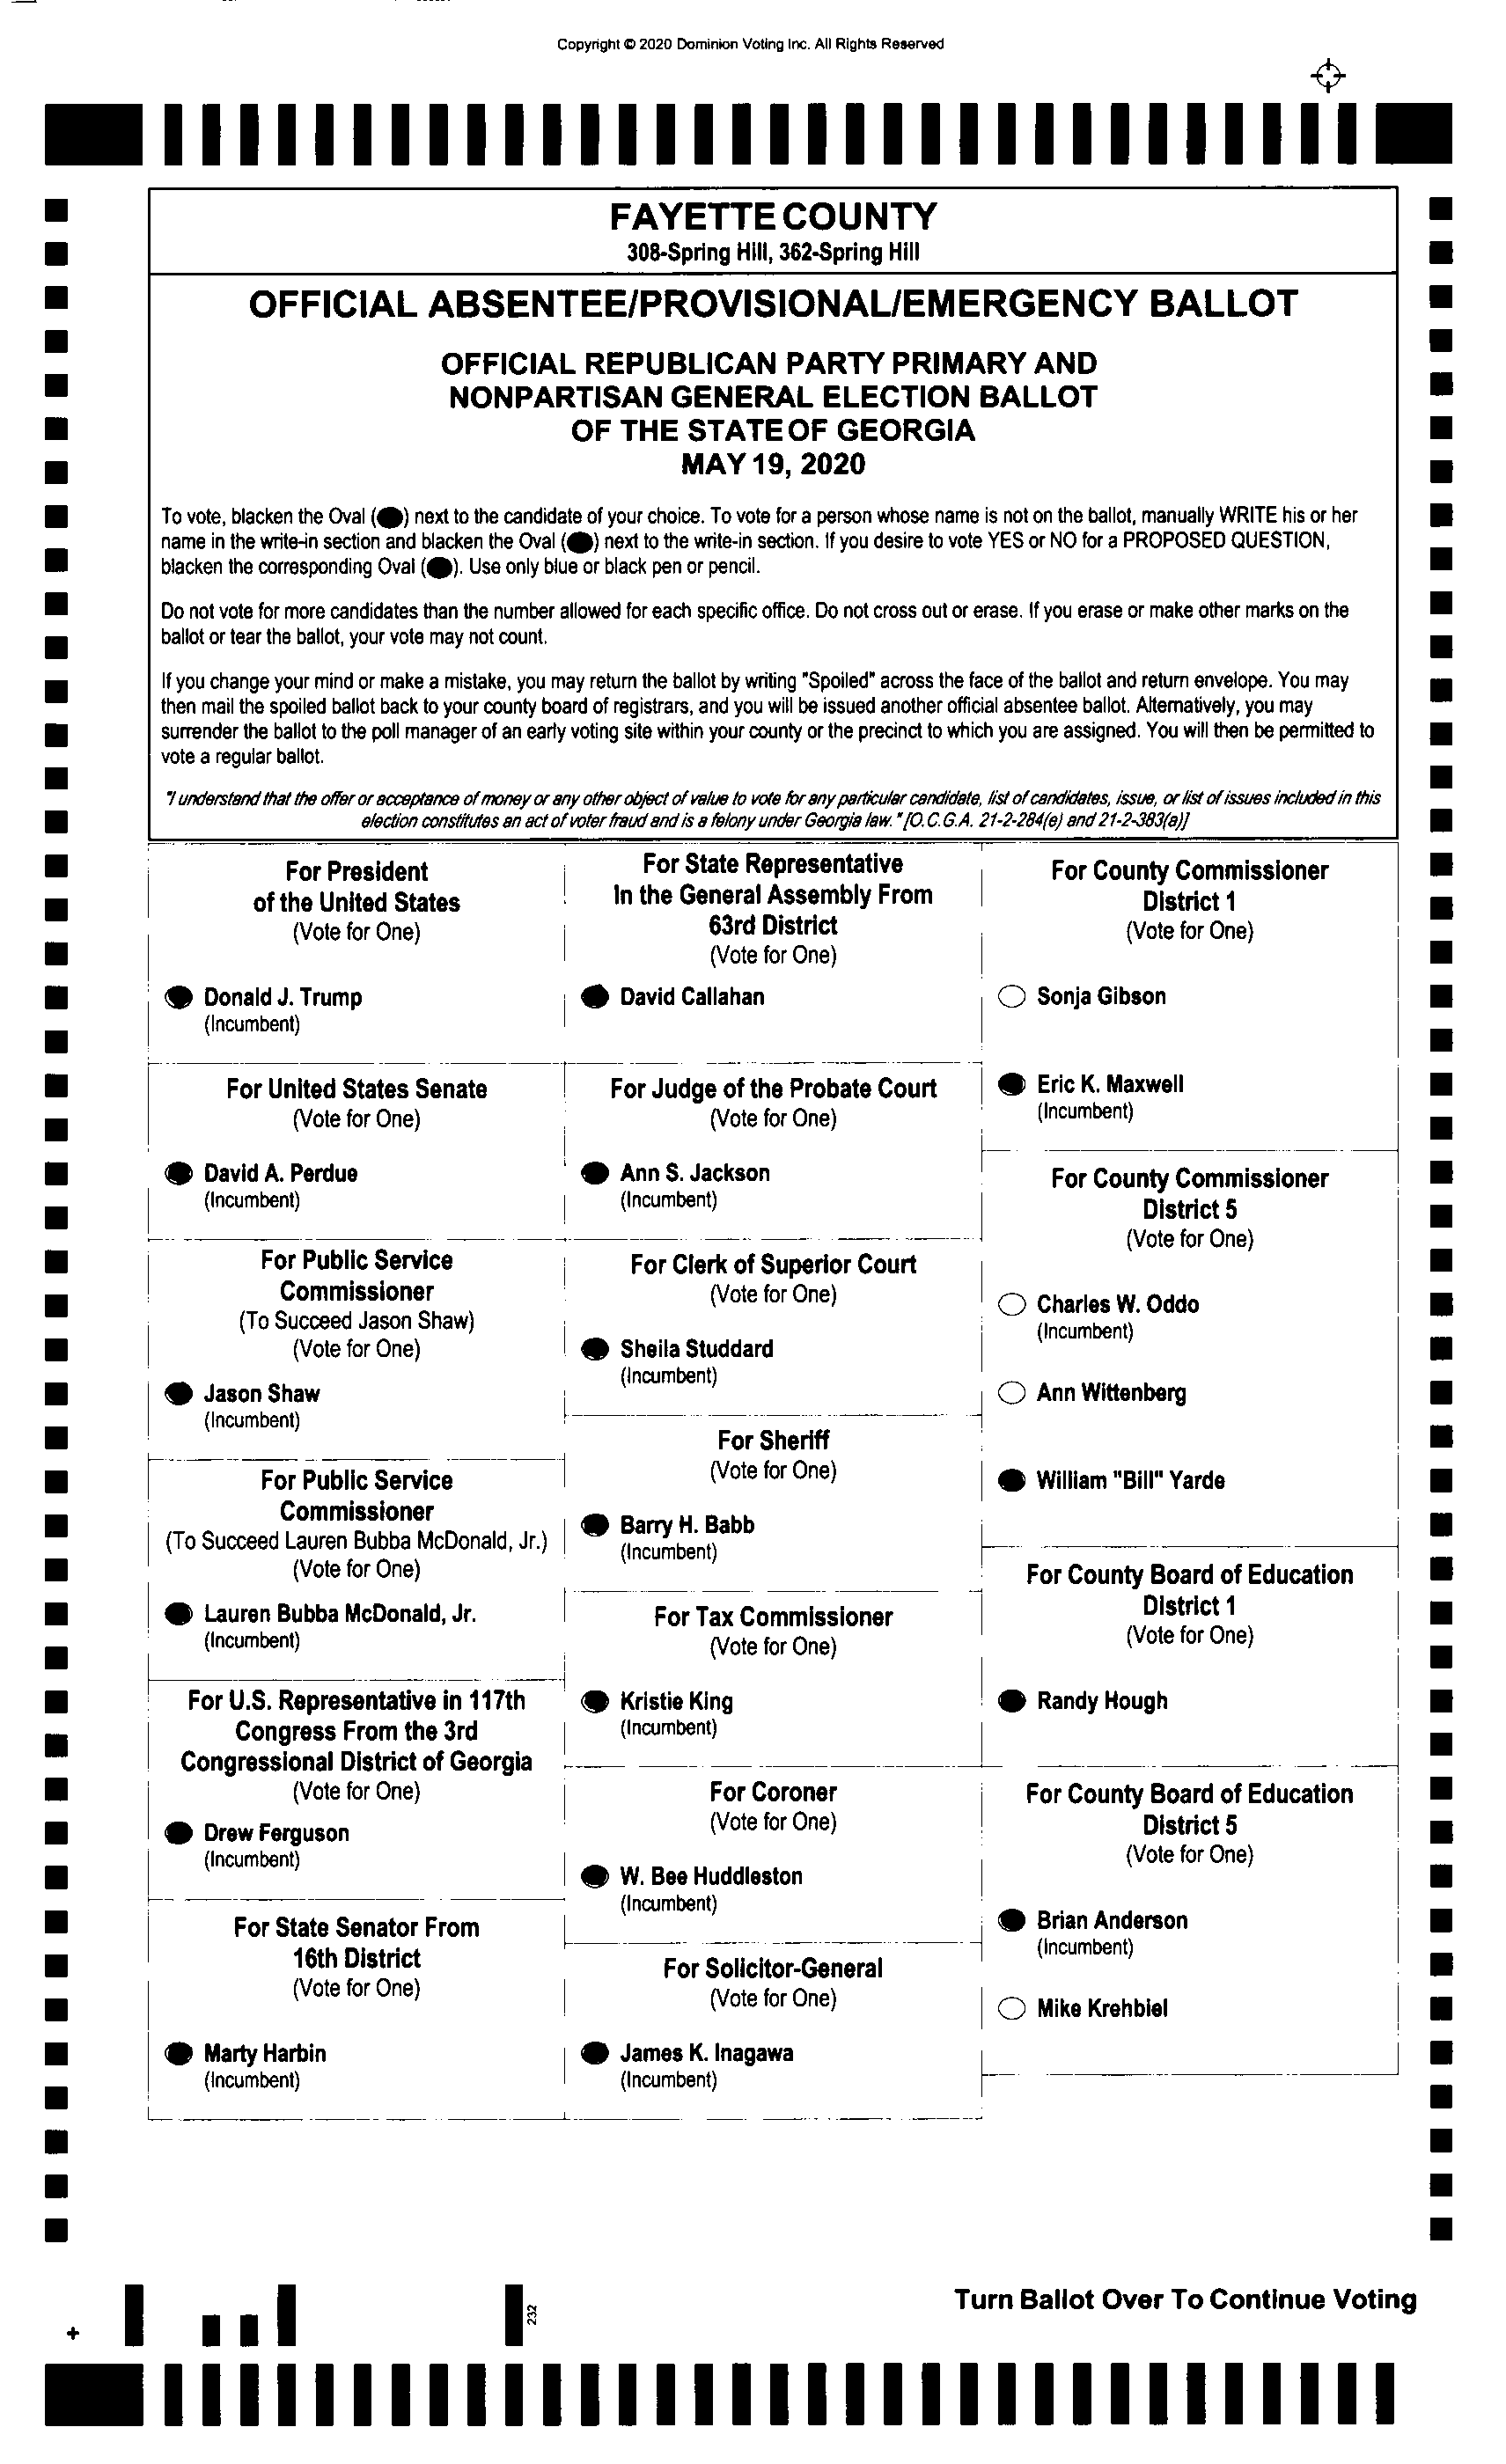 Copyright © 2020 Dominion Voting Inc. All Rights Reserved
FAYETTE COUNTY
308-Spring Hill, 362-Spring Hill
OFFICIAL ABSENTEE/PROVISIONAL/EMERGENCY BALLOT
OFFICIAL REPUBLICAN PARTY PRIMARY AND
NONPARTISAN GENERAL ELECTION BALLOT
OF THE STATE OF GEORGIA
MAY 19, 2020
To vote, blacken the Oval ( ) next to the candidate of your choice. To vote for a person whose name is not on the ballot, manually WRITE his or her
name in the write-in section and blacken the Oval ( ) next to the write-in section. If you desire to vote YES or NO for a PROPOSED QUESTION,
blacken the corresponding Oval ( ). Use only blue or black pen or pencil.
Do not vote for more candidates than the number allowed for each specific office. Do not cross out or erase. If you erase or make other marks on the
ballot or tear the ballot, your vote may not count.
If you change your mind or make a mistake, you may return the ballot by writing "Spoiled" across the face of the ballot and return envelope. You may
then mail the spoiled ballot back to your county board of registrars, and you will be issued another official absentee ballot. Alternatively, you may
surrender the ballot to the poll manager of an early voting site within your county or the precinct to which you are assigned. You will then be permitted to
vote a regular ballot.
"I understand that the offer or acceptance of money or any other object of value to vote for any particular candidate, list of candidates, issue, or list of issues included in this
election constitutes an act of voter fraud and is a felony under Georgia law." [O.C.G.A. 21-2-284(e) and 21-2-383(a)]
For President
of the United States
(Vote for One)
Donald J. Trump
(Incumbent)
For United States Senate
(Vote for One)
David A. Perdue
(Incumbent)
For Public Service
Commissioner
(To Succeed Jason Shaw)
(Vote for One)
Jason Shaw
(Incumbent)
For Public Service
Commissioner
(To Succeed Lauren Bubba McDonald, Jr.)
(Vote for One)
Lauren Bubba McDonald, Jr.
(Incumbent)
For U.S. Representative in 117th
Congress From the 3rd
Congressional District of Georgia
(Vote for One)
Drew Ferguson
(Incumbent)
For State Senator From
16th District
(Vote for One)
Marty Harbin
(Incumbent)
For State Representative
In the General Assembly From
63rd District
(Vote for One)
David Callahan
For Judge of the Probate Court
(Vote for One)
Ann S. Jackson
(Incumbent)
For Clerk of Superior Court
(Vote for One)
Sheila Studdard
(Incumbent)
For Sheriff
(Vote for One)
Barry H. Babb
(Incumbent)
For Tax Commissioner
(Vote for One)
Kristie King
(Incumbent)
For Coroner
(Vote for One)
W. Bee Huddleston
(Incumbent)
For Solicitor-General
(Vote for One)
James K. Inagawa
(Incumbent)
For County Commissioner
District 1
(Vote for One)
Sonja Gibson
Eric K. Maxwell
(Incumbent)
For County Commissioner
District 5
(Vote for One)
Charles W. Oddo
(Incumbent)
Ann Wittenberg
William "Bill" Yarde
For County Board of Education
District 1
(Vote for One)
Randy Hough
For County Board of Education
District 5
(Vote for One)
Brian Anderson
(Incumbent)
Mike Krehbiel
Turn Ballot Over To Continue Voting
232
+